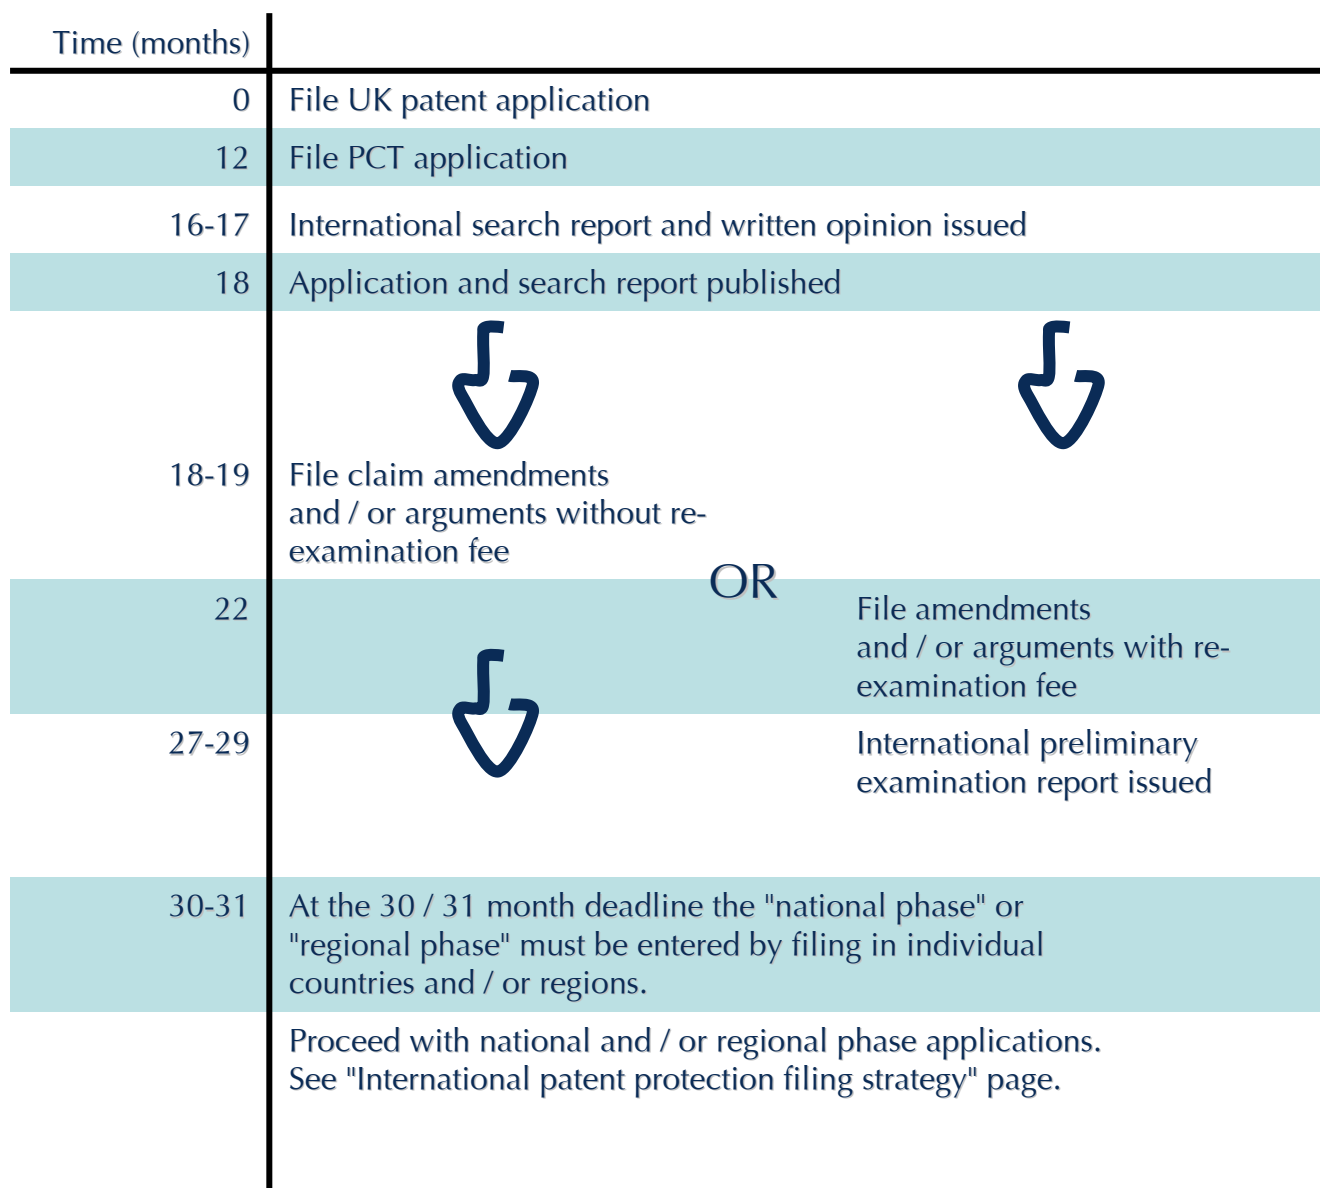 Time (months)
0 File UK patent application
12 File PCT application
16-17 International search report and written opinion issued
18 Application and search report published
18-19 File claim amendments
and / or arguments without re-
examination fee
OR
22 File amendments
and / or arguments with re-
examination fee
27-29 International preliminary
examination report issued
30-31 At the 30 / 31 month deadline the "national phase" or
"regional phase" must be entered by filing in individual
countries and / or regions.
Proceed with national and / or regional phase applications.
See "International patent protection filing strategy" page.